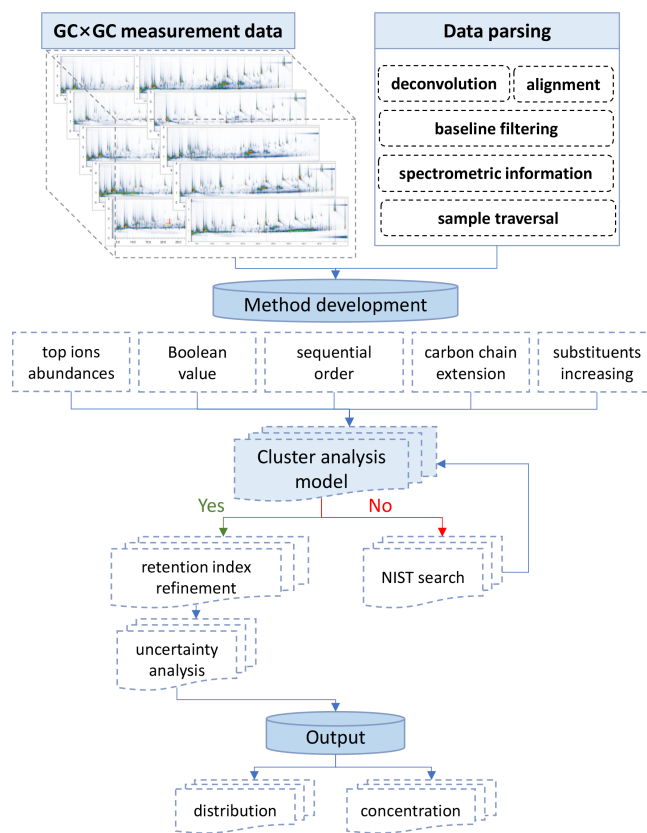 GC×GC measurement data
Data parsing
deconvolution
alignment
baseline filtering
spectrometric information
sample traversal
Method development
top ions
abundances
Boolean
value
sequential
order
carbon chain
extension
substituents
increasing
Cluster analysis
model
Yes
No
retention index
refinement
NIST search
uncertainty
analysis
Output
distribution
concentration